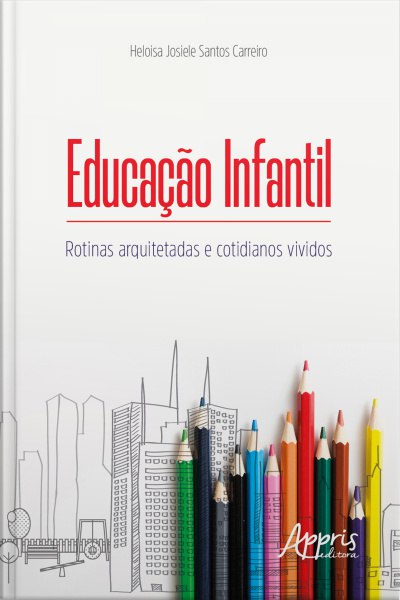 Heloisa Josiele Santos Carreiro
Educação Infantil
Rotinas arquitetadas e cotidianos vividos
Appris
editora